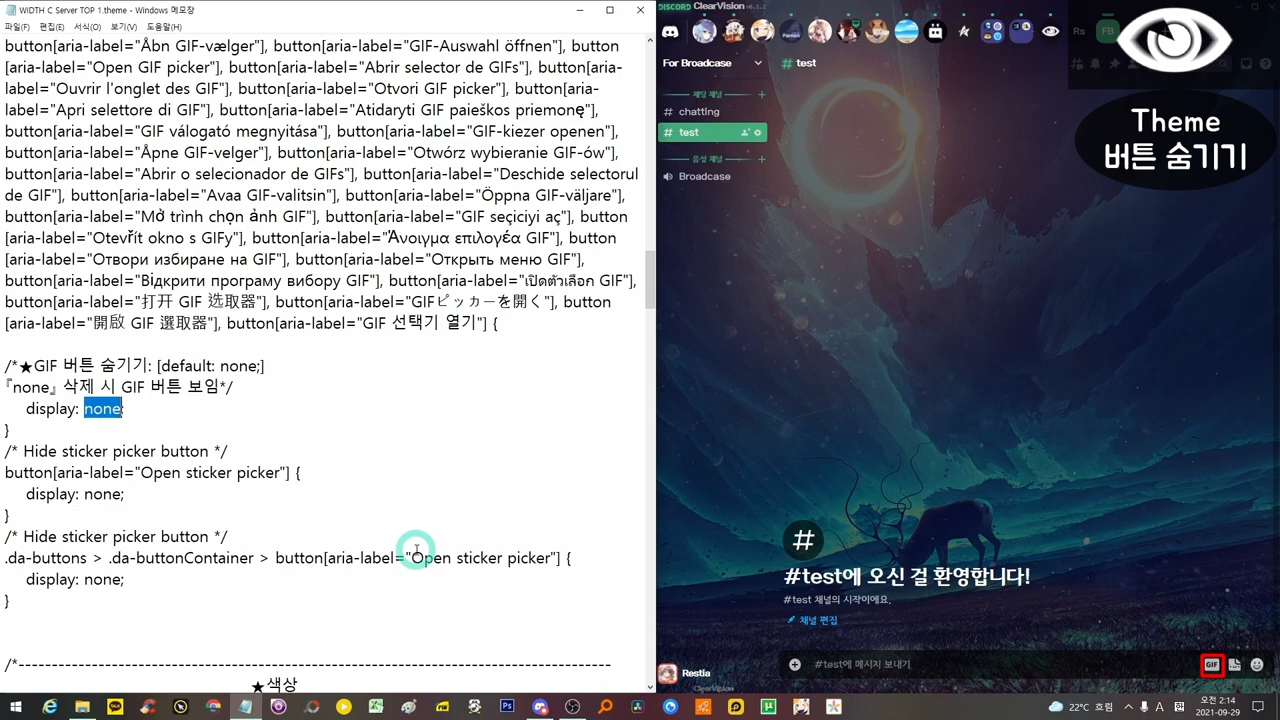 WIDTH C Server TOP 1.theme - Windows 메모장
파일(F) 편집(E) 서식(O) 보기(V) 도움말(H)
button[aria-label="Åbn GIF-vælger"], button[aria-label="GIF-Auswahl öffnen"], button
[aria-label="Open GIF picker"], button[aria-label="Abrir selector de GIFs"], button[aria-
label="Ouvrir l'onglet des GIF"], button[aria-label="Otvori GIF picker"], button[aria-
label="Apri selettore di GIF"], button[aria-label="Atidaryti GIF paieškos priemonę"],
button[aria-label="GIF válogató megnyitása"], button[aria-label="GIF-kiezer openen"],
button[aria-label="Åpne GIF-velger"], button[aria-label="Otwórz wybieranie GIF-ów"],
button[aria-label="Abrir o selecionador de GIFs"], button[aria-label="Deschide selectorul
de GIF"], button[aria-label="Avaa GIF-valitsin"], button[aria-label="Öppna GIF-väljare"],
button[aria-label="Mở trình chọn ảnh GIF"], button[aria-label="GIF seçiciyi aç"], button
[aria-label="Otevřít okno s GIFy"], button[aria-label="Άνοιγμα επιλογέα GIF"], button
[aria-label="Отвори избиране на GIF"], button[aria-label="Открыть меню GIF"],
button[aria-label="Відкрити програму вибору GIF"], button[aria-label="เปิดตัวเลือก GIF"],
button[aria-label="打开 GIF 选取器"], button[aria-label="GIFピッカーを開く"], button
[aria-label="開啟 GIF 選取器"], button[aria-label="GIF 선택기 열기"] {
/*★GIF 버튼 숨기기: [default: none;]
『none』 삭제 시 GIF 버튼 보임*/
display: none;
}
/* Hide sticker picker button */
button[aria-label="Open sticker picker"] {
display: none;
}
/* Hide sticker picker button */
.da-buttons > .da-buttonContainer > button[aria-label="Open sticker picker"] {
display: none;
}
/*------------------------------------------------------------------------------------------
★색상
DISCORD ClearVision v6.1.2
Rs FB
For Broadcase
# test
채팅 채널
# chatting
# test
음성 채널
Broadcase
Theme
버튼 숨기기
#
#test에 오신 걸 환영합니다!
#test 채널의 시작이에요.
채널 편집
#test에 메시지 보내기
GIF
Restia
ClearVision
22°C 흐림 A 漢 오전 2:14
2021-09-29